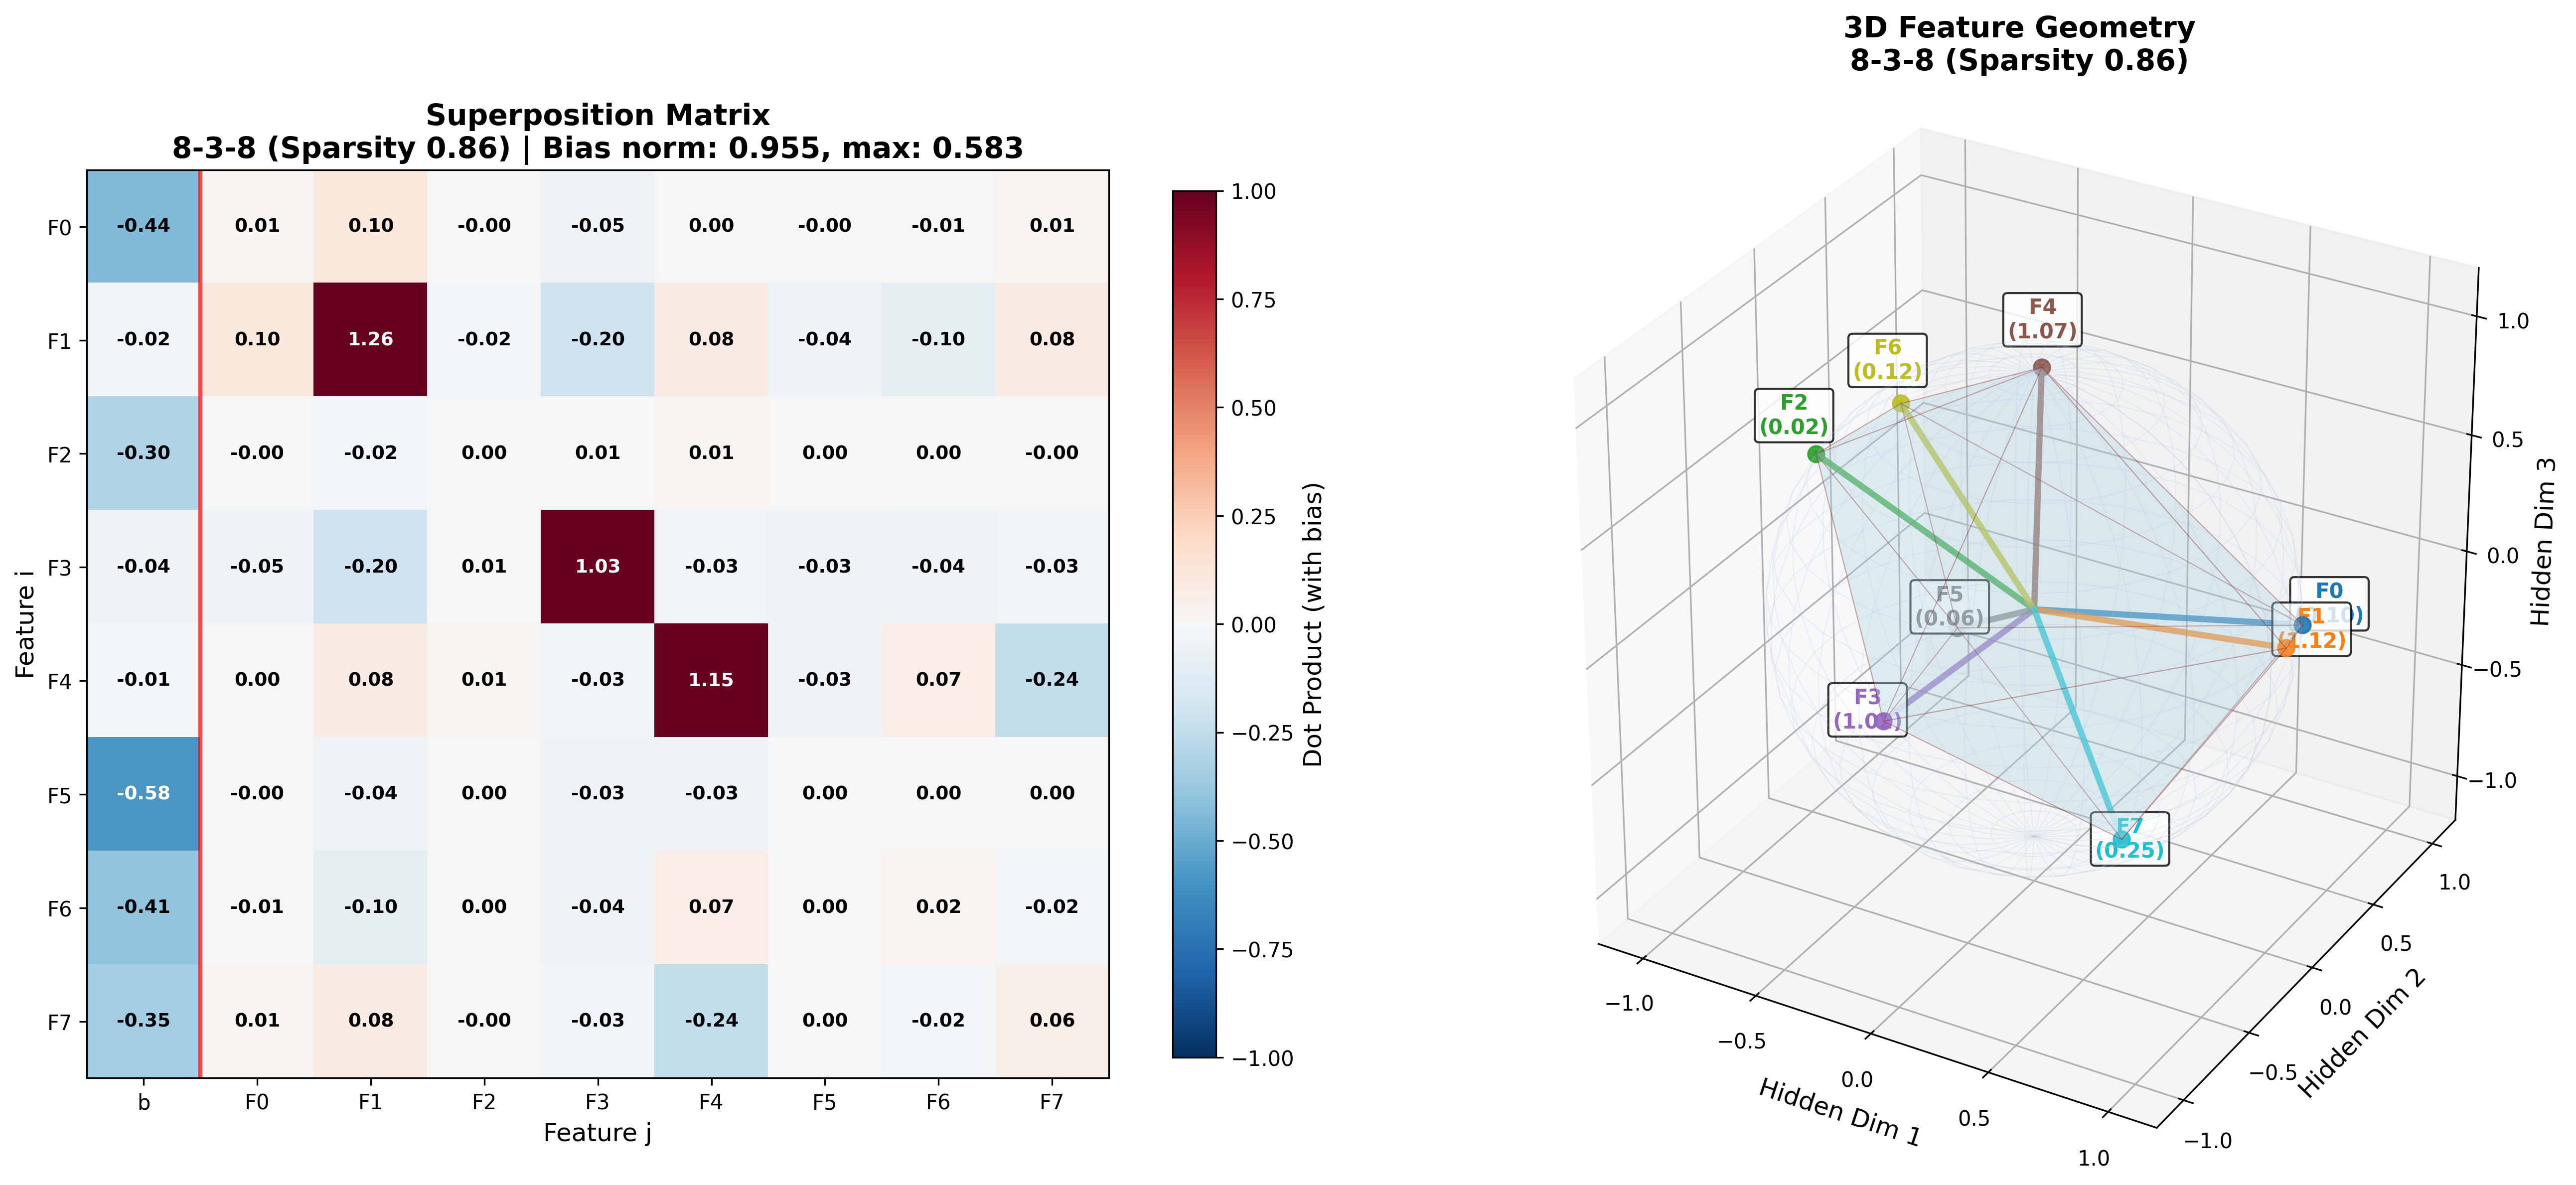 Superposition Matrix
8-3-8 (Sparsity 0.86) | Bias norm: 0.955, max: 0.583
F0 -0.44 0.01 0.10 -0.00 -0.05 0.00 -0.00 -0.01 0.01
F1 -0.02 0.10 1.26 -0.02 -0.20 0.08 -0.04 -0.10 0.08
F2 -0.30 -0.00 -0.02 0.00 0.01 0.01 0.00 0.00 -0.00
F3 -0.04 -0.05 -0.20 0.01 1.03 -0.03 -0.03 -0.04 -0.03
F4 -0.01 0.00 0.08 0.01 -0.03 1.15 -0.03 0.07 -0.24
F5 -0.58 -0.00 -0.04 0.00 -0.03 -0.03 0.00 0.00 0.00
F6 -0.41 -0.01 -0.10 0.00 -0.04 0.07 0.00 0.02 -0.02
F7 -0.35 0.01 0.08 -0.00 -0.03 -0.24 0.00 -0.02 0.06
b F0 F1 F2 F3 F4 F5 F6 F7
Feature j
Feature i
1.00
0.75
0.50
0.25
0.00
−0.25
−0.50
−0.75
−1.00
Dot Product (with bias)
3D Feature Geometry
8-3-8 (Sparsity 0.86)
F4
(1.07)
F6
(0.12)
F2
(0.02)
F5
(0.06)
F0
F1
F3
F7
(0.25)
1.0
0.5
0.0
−0.5
−1.0
Hidden Dim 3
1.0
0.5
0.0
−0.5
−1.0
Hidden Dim 2
−1.0
−0.5
0.0
0.5
1.0
Hidden Dim 1